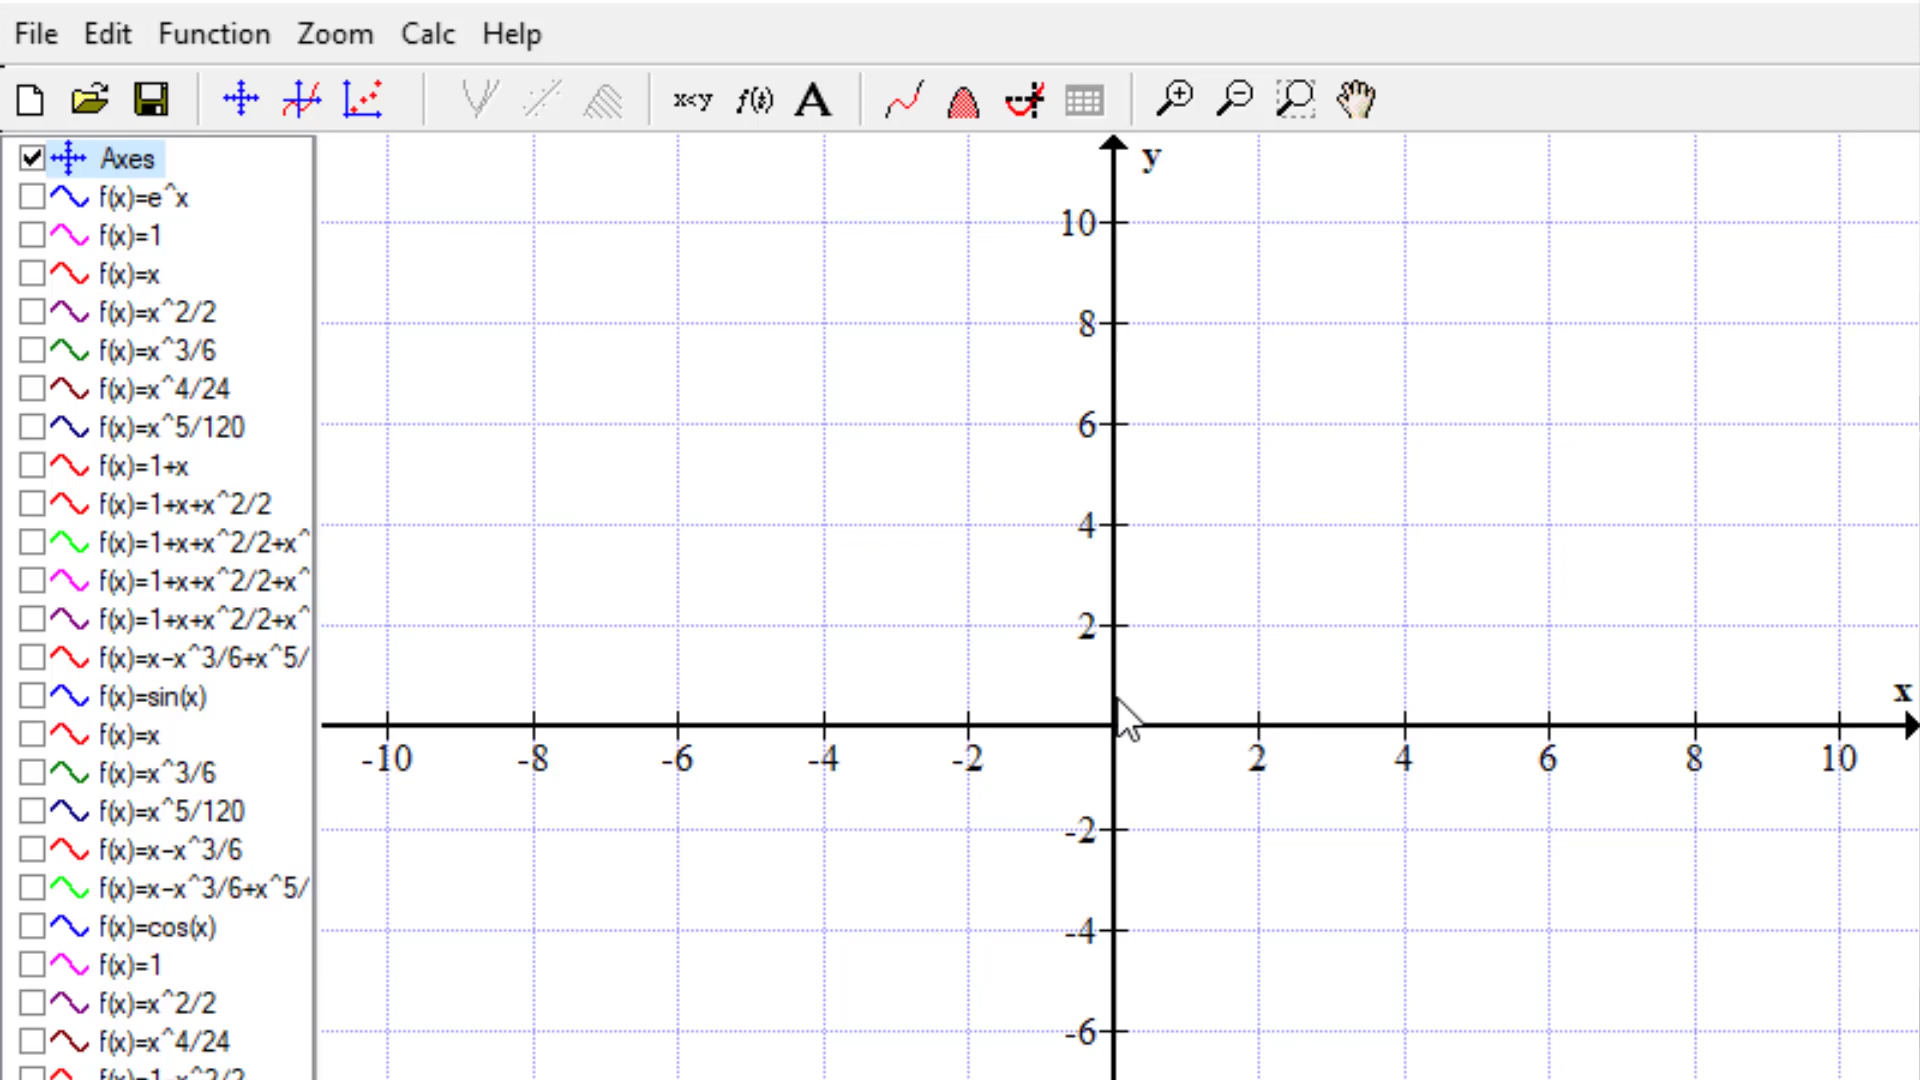 File Edit Function Zoom Calc Help
x<y f(x) A
Axes
f(x)=e^x
f(x)=1
f(x)=x
f(x)=x^2/2
f(x)=x^3/6
f(x)=x^4/24
f(x)=x^5/120
f(x)=1+x
f(x)=1+x+x^2/2
f(x)=1+x+x^2/2+x^
f(x)=1+x+x^2/2+x^
f(x)=1+x+x^2/2+x^
f(x)=x-x^3/6+x^5/
f(x)=sin(x)
f(x)=x
f(x)=x^3/6
f(x)=x^5/120
f(x)=x-x^3/6
f(x)=x-x^3/6+x^5/
f(x)=cos(x)
f(x)=1
f(x)=x^2/2
f(x)=x^4/24
f(x)=1-x^2/2
y
10
8
6
4
2
x
-10 -8 -6 -4 -2 2 4 6 8 10
-2
-4
-6